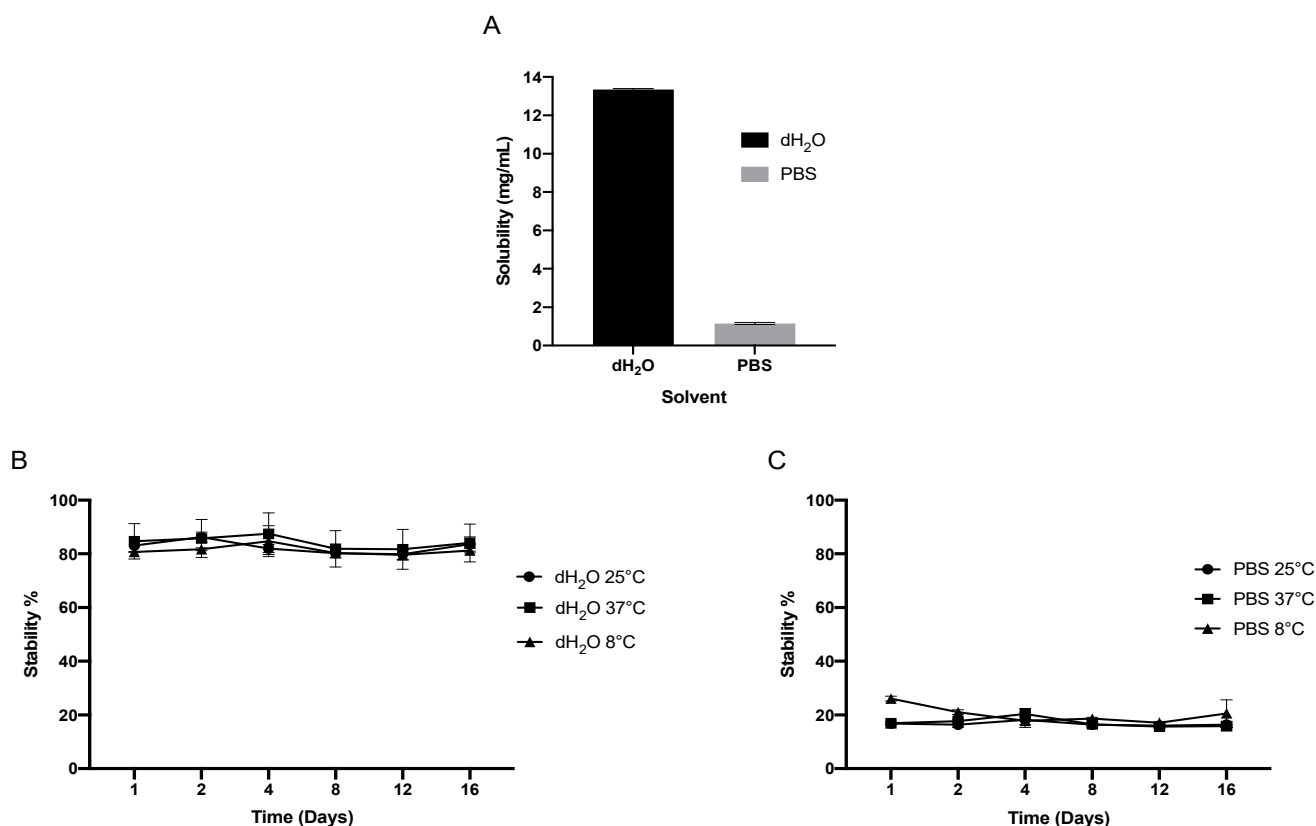 A
Solubility (mg/mL)
14
12
10
8
6
4
2
0
dH₂O
PBS
dH₂O
PBS
Solvent
B
Stability %
100
80
60
40
20
0
1 2 4 8 12 16
Time (Days)
dH₂O 25°C
dH₂O 37°C
dH₂O 8°C
C
Stability %
100
80
60
40
20
0
1 2 4 8 12 16
Time (Days)
PBS 25°C
PBS 37°C
PBS 8°C